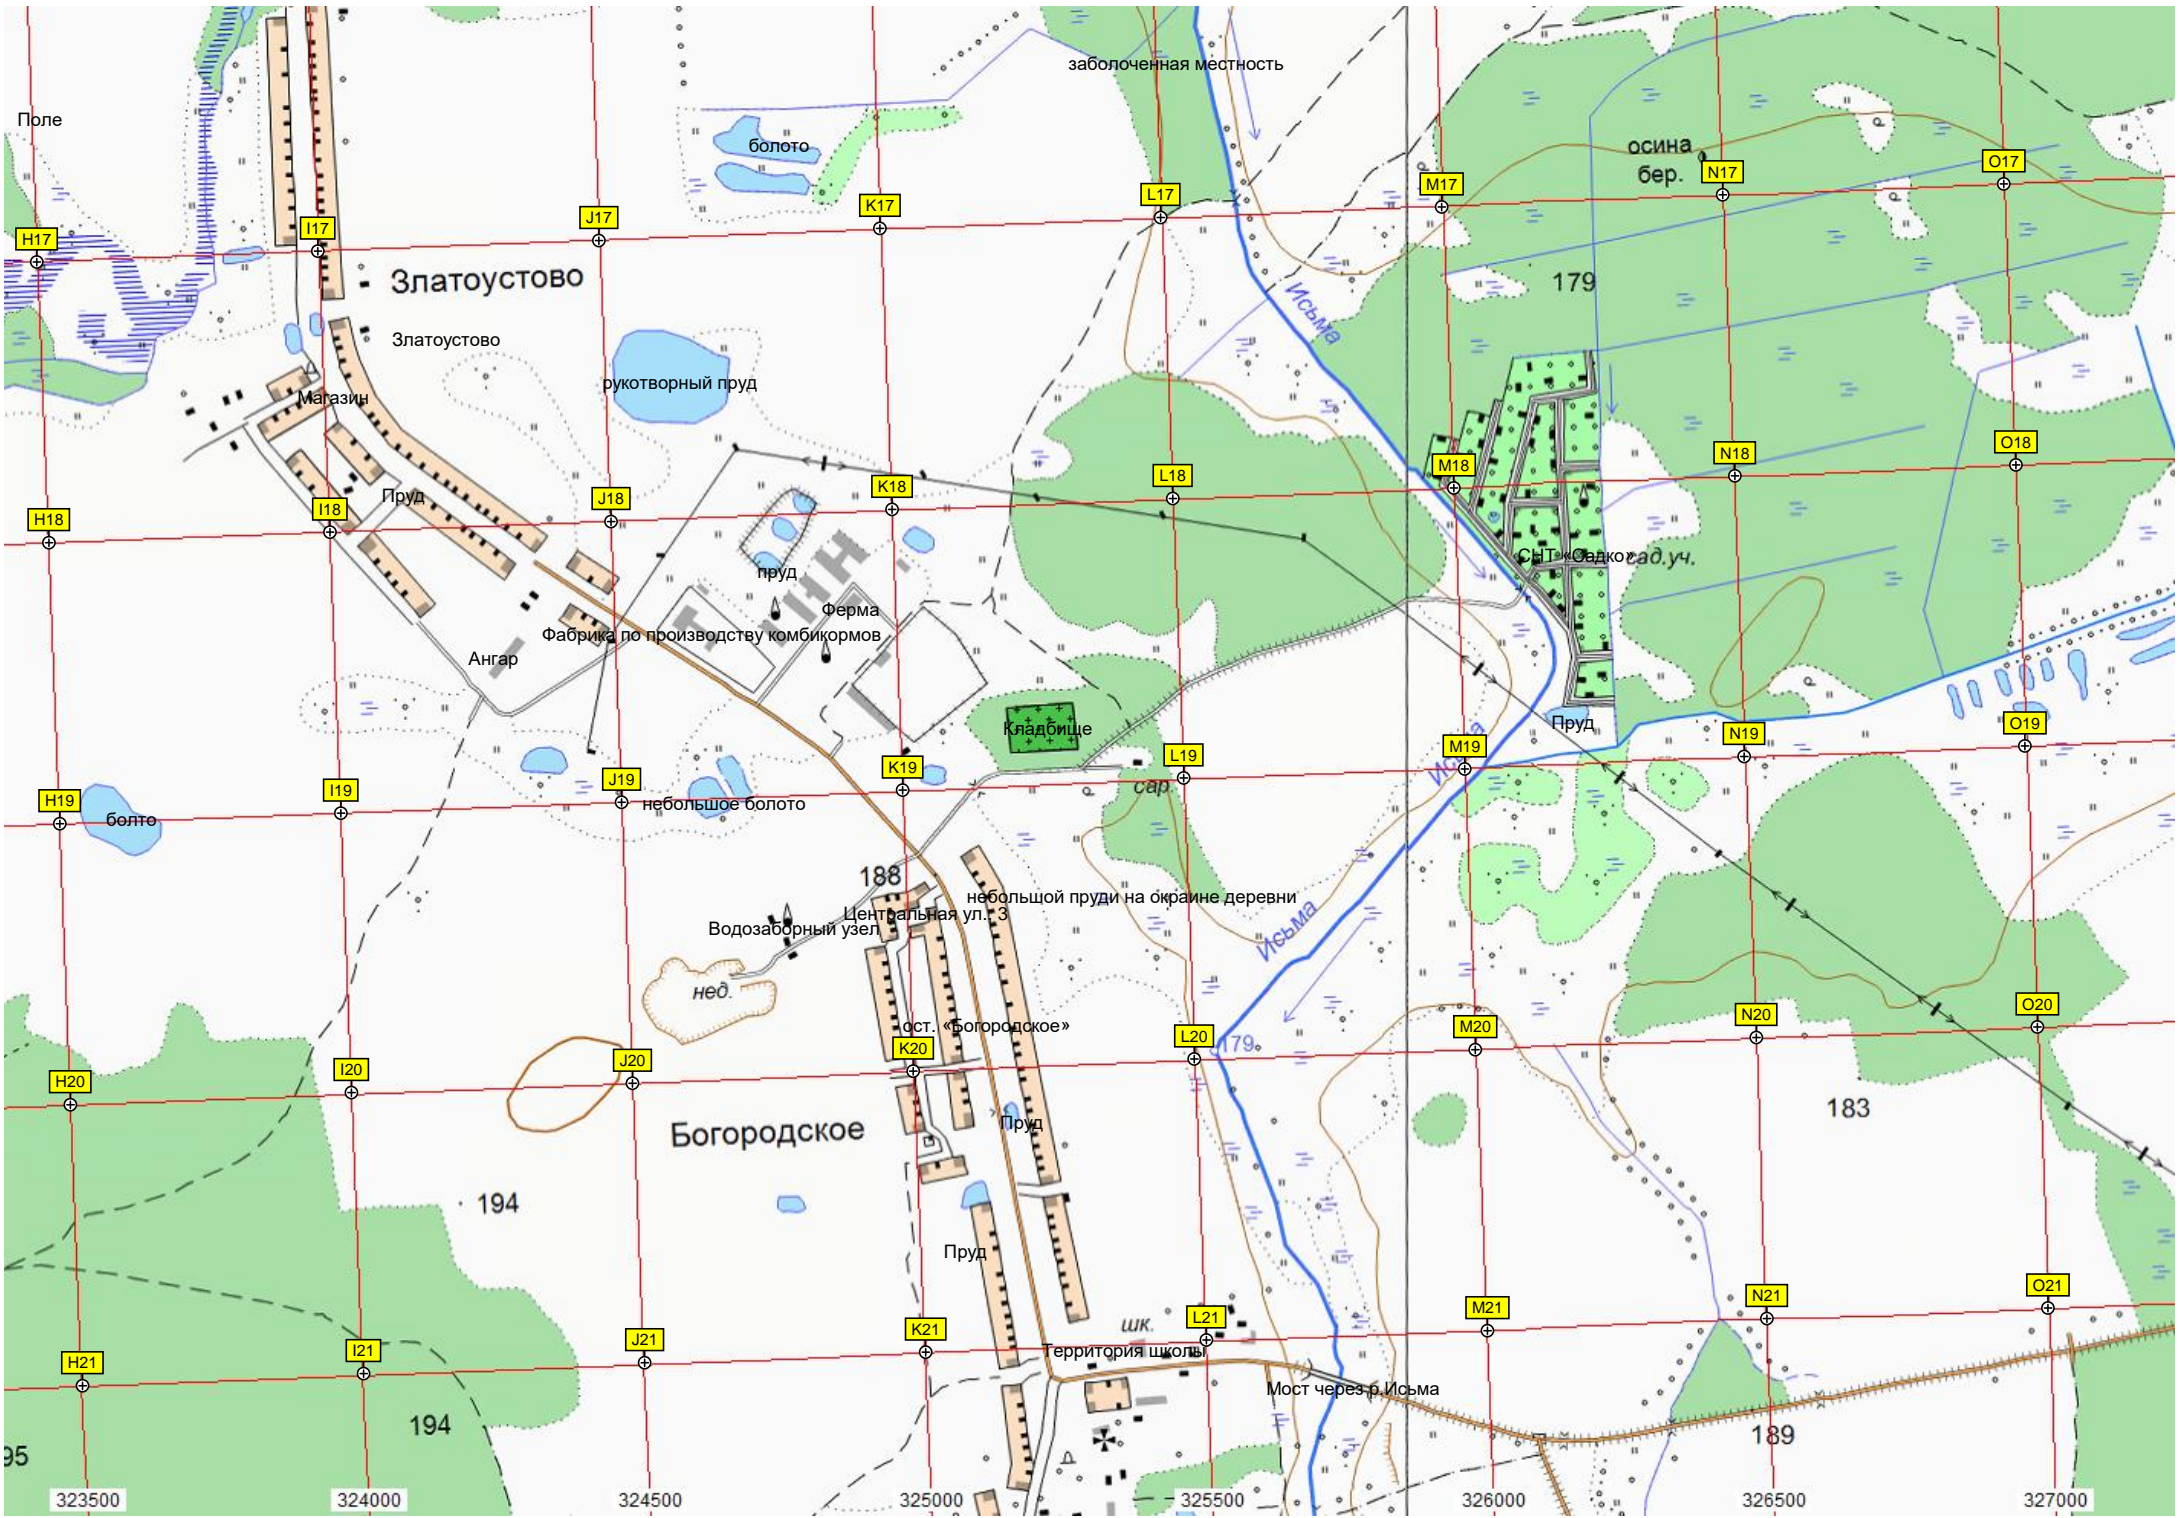 заболоченная местность
Поле
болото
осина
бер.
O17
N17
M17
L17
K17
J17
I17
H17
Златоустово
179
Исьма
Златоустово
рукотворный пруд
Магазин
O18
N18
M18
L18
K18
J18
I18
H18
Пруд
СНТ «Садко»
сад.уч.
пруд
Ферма
Фабрика по производству комбикормов
Ангар
Кладбище
Пруд
O19
N19
M19
L19
K19
J19
I19
H19
Исьма
сар.
небольшое болото
болто
188
небольщой пруди на окраине деревни
Центральная ул., 3
Водозаборный узел
Исьма
нед.
ост. «Богородское»
O20
N20
M20
L20
K20
J20
I20
H20
179
183
Пруд
Богородское
194
Пруд
O21
N21
M21
L21
K21
J21
I21
H21
шк.
Территория школы
Мост через р.Исьма
194
189
95
323500
324000
324500
325000
325500
326000
326500
327000